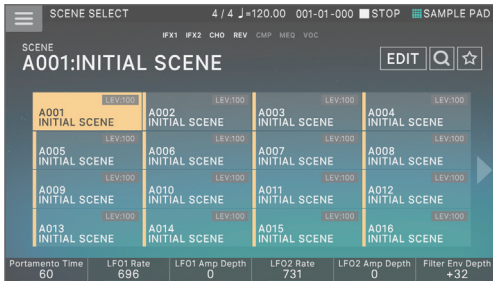 SCENE SELECT 4 / 4 ♩=120.00 001-01-000 STOP SAMPLE PAD
IFX1 IFX2 CHO REV CMP MEQ VOC
SCENE
A001:INITIAL SCENE
EDIT
LEV:100 LEV:100 LEV:100 LEV:100
A001 A002 A003 A004
INITIAL SCENE INITIAL SCENE INITIAL SCENE INITIAL SCENE
LEV:100 LEV:100 LEV:100 LEV:100
A005 A006 A007 A008
INITIAL SCENE INITIAL SCENE INITIAL SCENE INITIAL SCENE
LEV:100 LEV:100 LEV:100 LEV:100
A009 A010 A011 A012
INITIAL SCENE INITIAL SCENE INITIAL SCENE INITIAL SCENE
LEV:100 LEV:100 LEV:100 LEV:100
A013 A014 A015 A016
INITIAL SCENE INITIAL SCENE INITIAL SCENE INITIAL SCENE
Portamento Time LFO1 Rate LFO1 Amp Depth LFO2 Rate LFO2 Amp Depth Filter Env Depth
60 696 0 731 0 +32